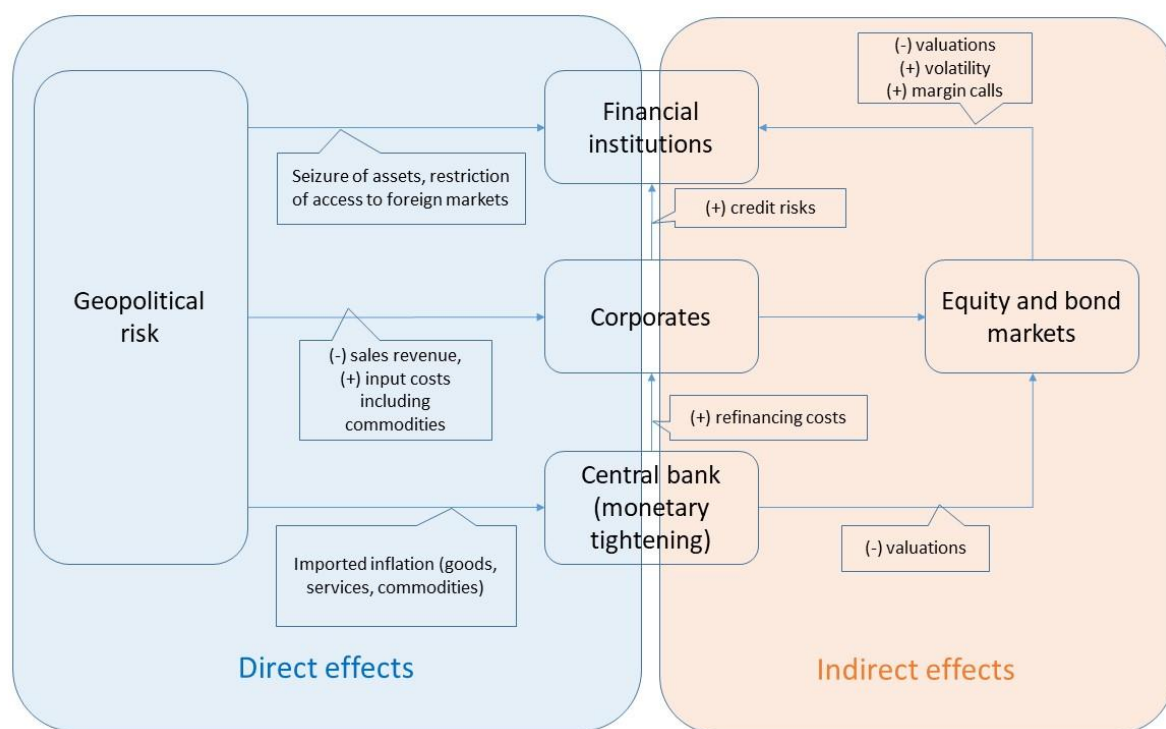 (-) valuations
(+) volatility
(+) margin calls
Financial
institutions
Seizure of assets, restriction
of access to foreign markets
(+) credit risks
Geopolitical
risk
Corporates
Equity and bond
markets
(-) sales revenue,
(+) input costs
including
commodities
(+) refinancing costs
Central bank
(monetary
tightening)
Imported inflation (goods,
services, commodities)
(-) valuations
Direct effects
Indirect effects